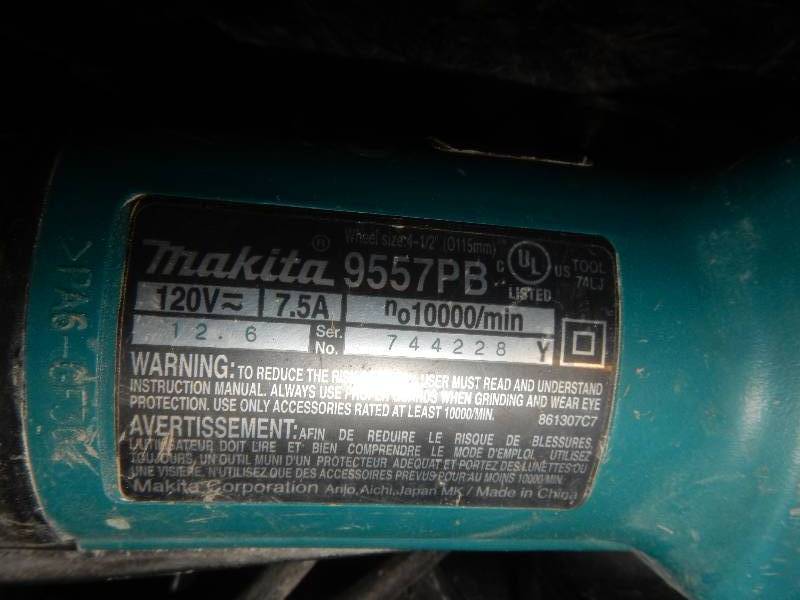 Wheel size:4-1/2" (O115mm)
makita ® 9557PB C UL US TOOL
LISTED 74LJ
120V 7.5A no10000/min
12.6 Ser. No. 744228 Y
WARNING: TO REDUCE THE USER MUST READ AND UNDERSTAND
INSTRUCTION MANUAL. ALWAYS USE PROPER GUARDS WHEN GRINDING AND WEAR EYE
PROTECTION. USE ONLY ACCESSORIES RATED AT LEAST 10000/MIN. 861307C7
AVERTISSEMENT: AFIN DE REDUIRE LE RISQUE DE BLESSURES,
L'UTILISATEUR DOIT LIRE ET BIEN COMPRENDRE LE MODE D'EMPLOI. UTILISEZ
TOUJOURS, UN OUTIL MUNI D'UN PROTECTEUR ADEQUAT ET PORTEZ DES LUNETTES OU
UNE VISIERE. N'UTILISEZ QUE DES ACCESSOIRES PREVUS POUR AU MOINS 10000/MIN.
Makita Corporation Anjo, Aichi, Japan MK / Made in China